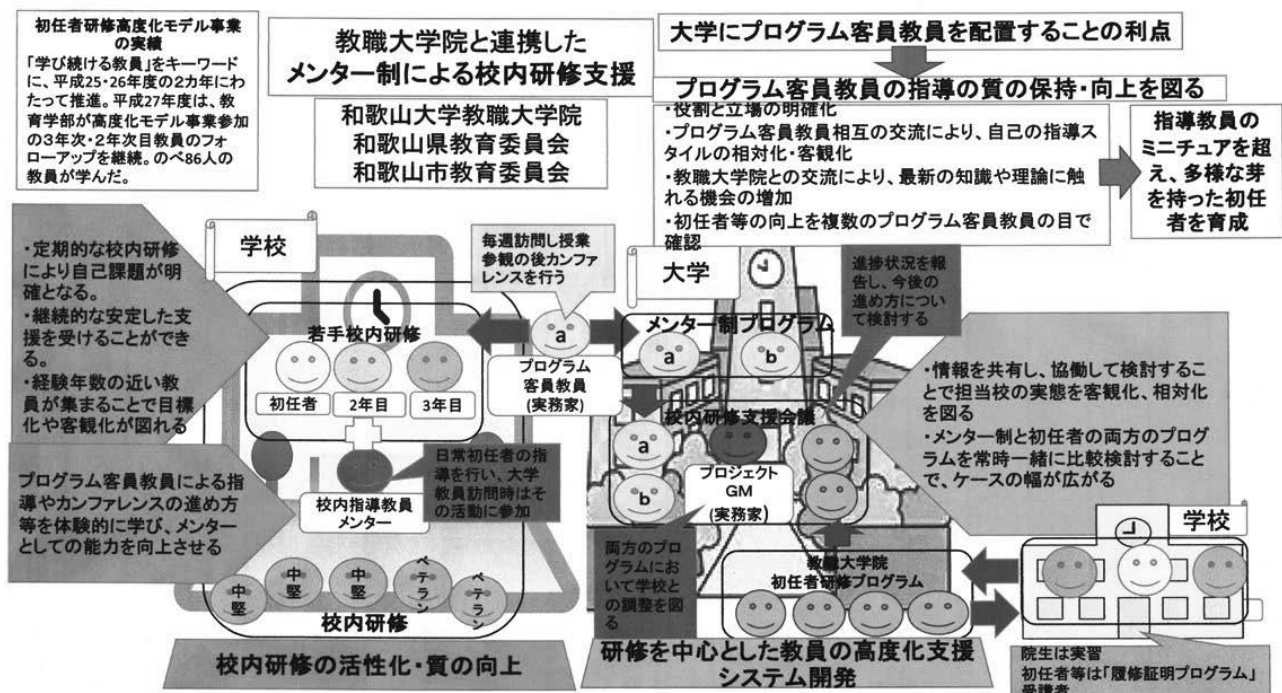 初任者研修高度化モデル事業
の実績
「学び続ける教員」をキーワード
に、平成25・26年度の2カ年にわ
たって推進。平成27年度は、教
育学部が高度化モデル事業参加
の3年次・2年次目教員のフォ
ローアップを継続。のべ86人の
教員が学んだ。
教職大学院と連携した
メンター制による校内研修支援
和歌山大学教職大学院
和歌山県教育委員会
和歌山市教育委員会
大学にプログラム客員教員を配置することの利点
プログラム客員教員の指導の質の保持・向上を図る
・役割と立場の明確化
・プログラム客員教員相互の交流により、自己の指導ス
タイルの相対化・客観化
・教職大学院との交流により、最新の知識や理論に触
れる機会の増加
・初任者等の向上を複数のプログラム客員教員の目で
確認
指導教員の
ミニチュアを超
え、多様な芽
を持った初任
者を育成
・定期的な校内研修
により自己課題が明
確となる。
・継続的な安定した支
援を受けることができ
る。
・経験年数の近い教
員が集まることで目標
化や客観化が図れる
プログラム客員教員による指
導やカンファレンスの進め方
等を体験的に学び、メンター
としての能力を向上させる
学校
若手校内研修
初任者
2年目
3年目
校内指導教員
メンター
日常初任者の指
導を行い、大学
教員訪問時はそ
の活動に参加
中堅
中堅
中堅
ベテラン
ベテラン
校内研修
校内研修の活性化・質の向上
毎週訪問し授業
参観の後カンファ
レンスを行う
a
プログラム
客員教員
(実務家)
大学
メンター制プログラム
a
b
進捗状況を報
告し、今後の
進め方につい
て検討する
校内研修支援会議
a
b
プロジェクト
GM
(実務家)
両方のプロ
グラムにお
いて学校と
の調整を図
る
教職大学院
初任者研修プログラム
研修を中心とした教員の高度化支援
システム開発
・情報を共有し、協働して検討するこ
とで担当校の実態を客観化、相対化
を図る
・メンター制と初任者の両方のプログ
ラムを常時一緒に比較検討すること
で、ケースの幅が広がる
学校
院生は実習
初任者等は「履修証明プログラム」
受講者